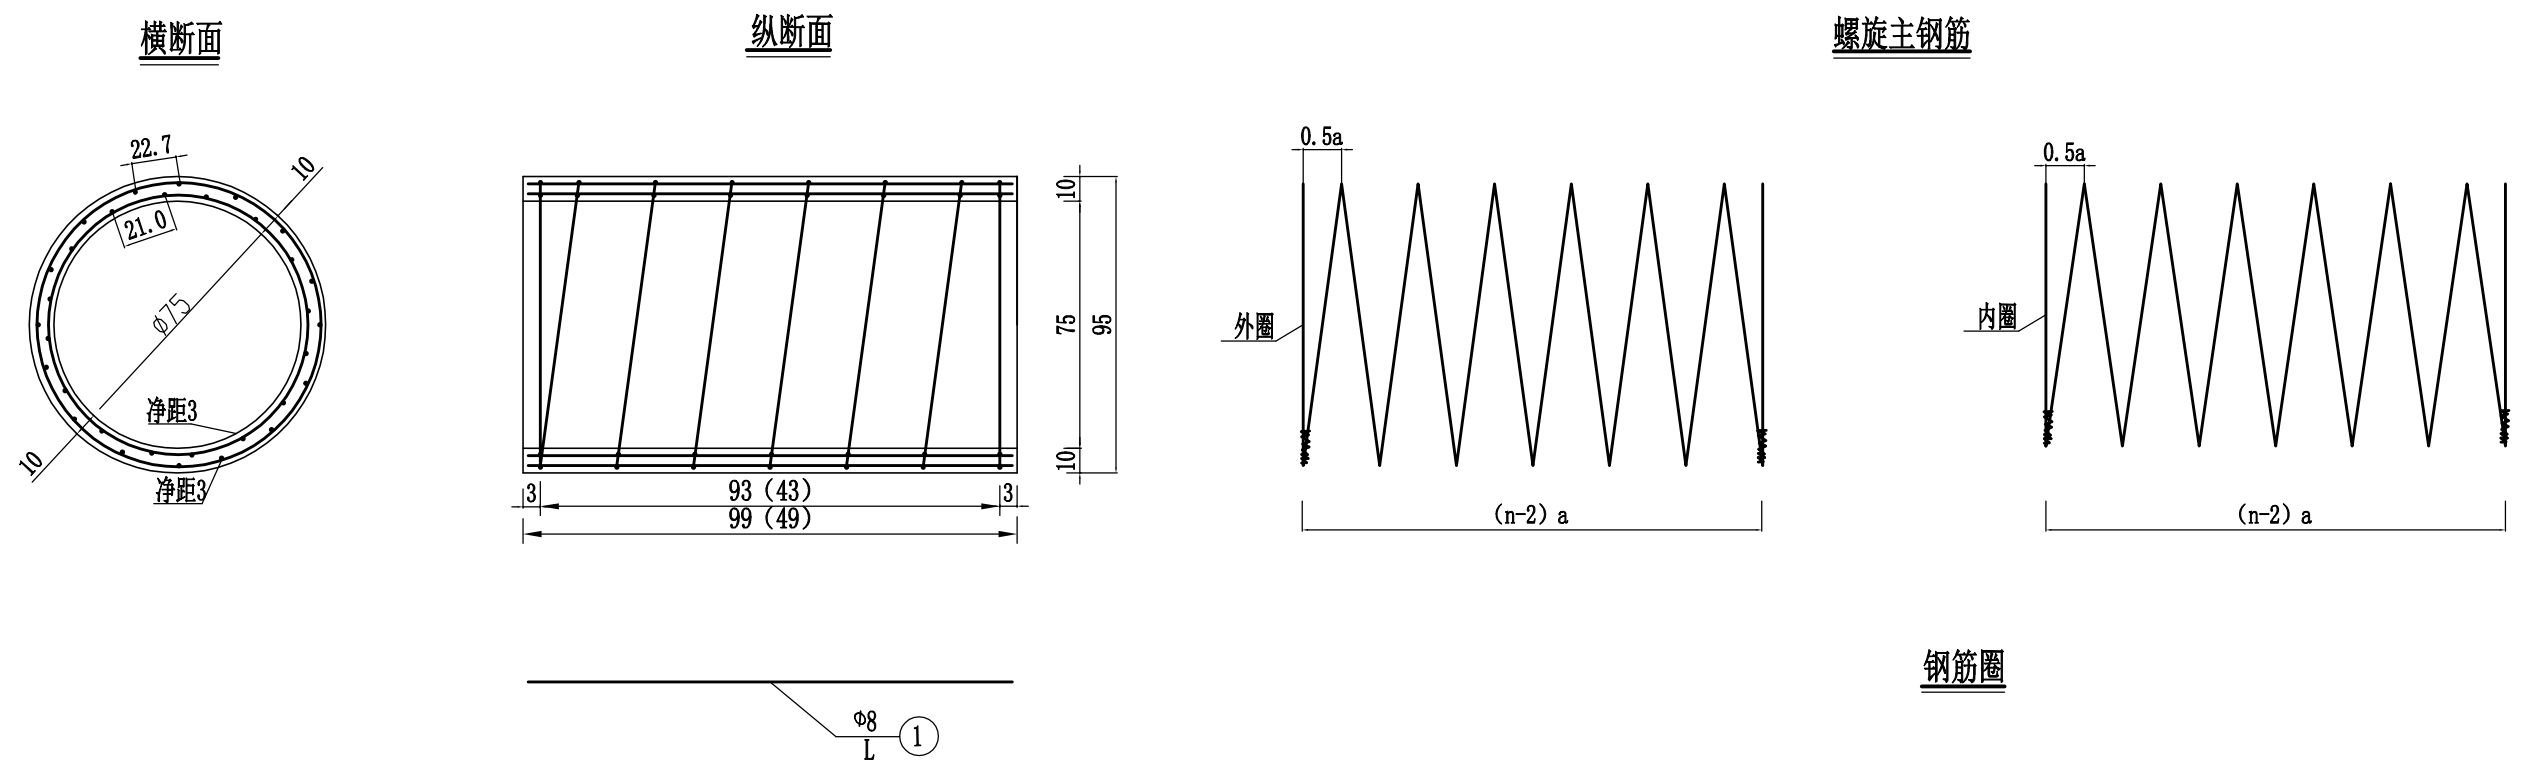 横断面
纵断面
螺旋主钢筋
22.7
10
21.0
φ75
净距3
10
净距3
10
75
95
10
3
93（43）
3
99（49）
φ8
L
1
0.5a
外圈
（n-2）a
0.5a
内圈
（n-2）a
钢筋圈